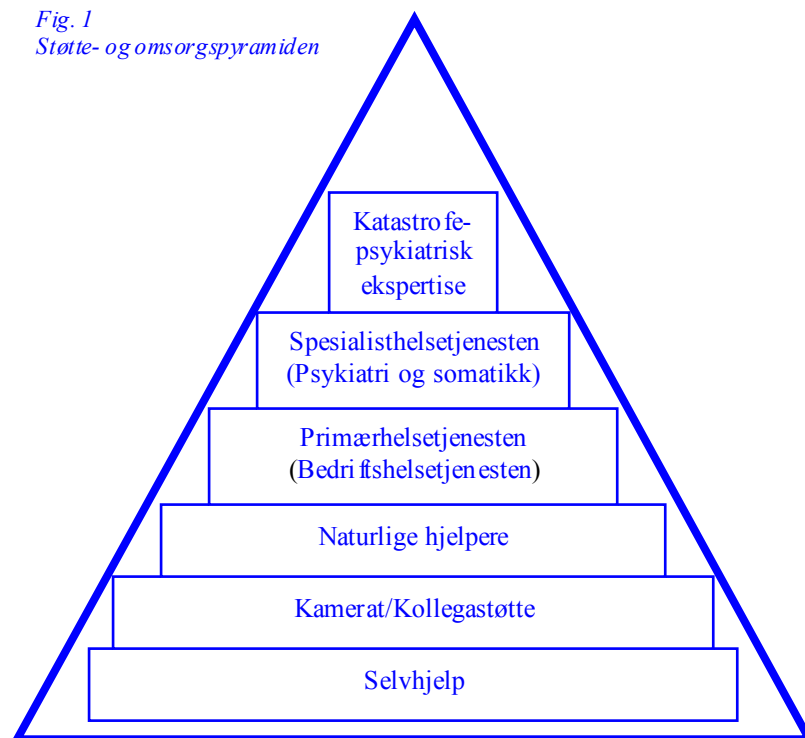 Fig. 1
Støtte- og omsorgspyramiden
Katastrofe-
psykiatrisk
ekspertise
Spesialisthelsetjenesten
(Psykiatri og somatikk)
Primærhelsetjenesten
(Bedriftshelsetjenesten)
Naturlige hjelpere
Kamerat/Kollegastøtte
Selvhjelp